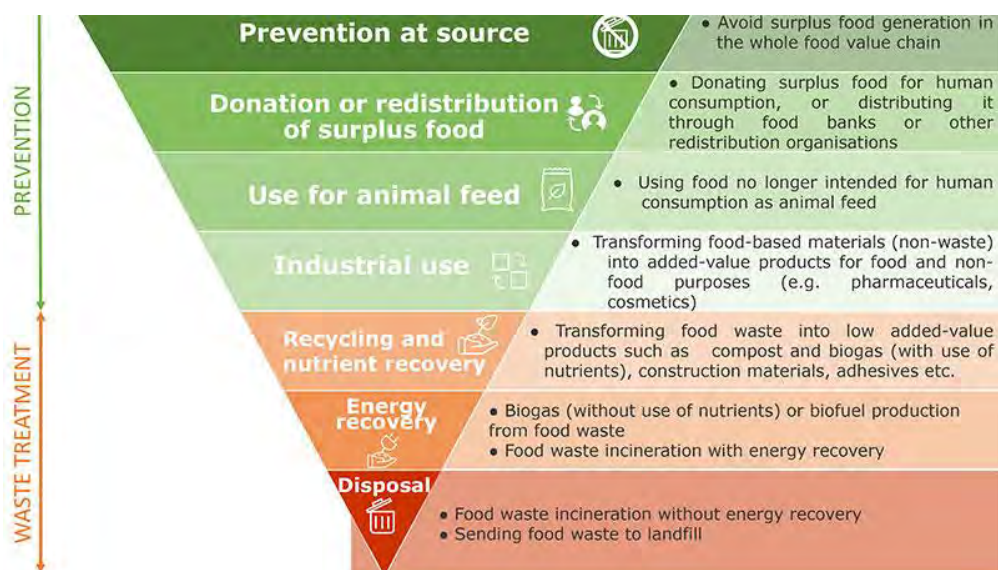 PREVENTION
WASTE TREATMENT
Prevention at source
• Avoid surplus food generation in
the whole food value chain
Donation or redistribution
of surplus food
• Donating surplus food for human
consumption, or distributing it
through food banks or other
redistribution organisations
Use for animal feed
• Using food no longer intended for human
consumption as animal feed
Industrial use
• Transforming food-based materials (non-waste)
into added-value products for food and non-
food purposes (e.g. pharmaceuticals,
cosmetics)
Recycling and
nutrient recovery
• Transforming food waste into low added-value
products such as compost and biogas (with use of
nutrients), construction materials, adhesives etc.
Energy
recovery
• Biogas (without use of nutrients) or biofuel production
from food waste
• Food waste incineration with energy recovery
Disposal
• Food waste incineration without energy recovery
• Sending food waste to landfill